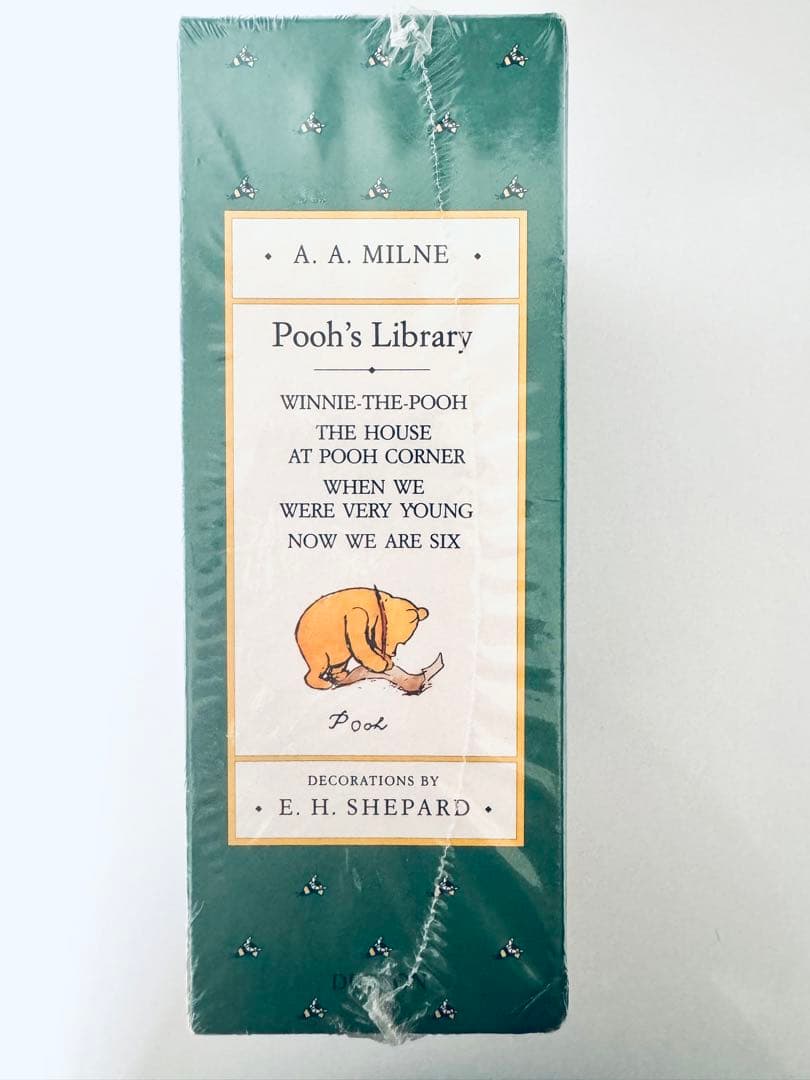 A. A. MILNE
Pooh's Library
WINNIE-THE-POOH
THE HOUSE
AT POOH CORNER
WHEN WE
WERE VERY YOUNG
NOW WE ARE SIX
Pooh
DECORATIONS BY
E. H. SHEPARD